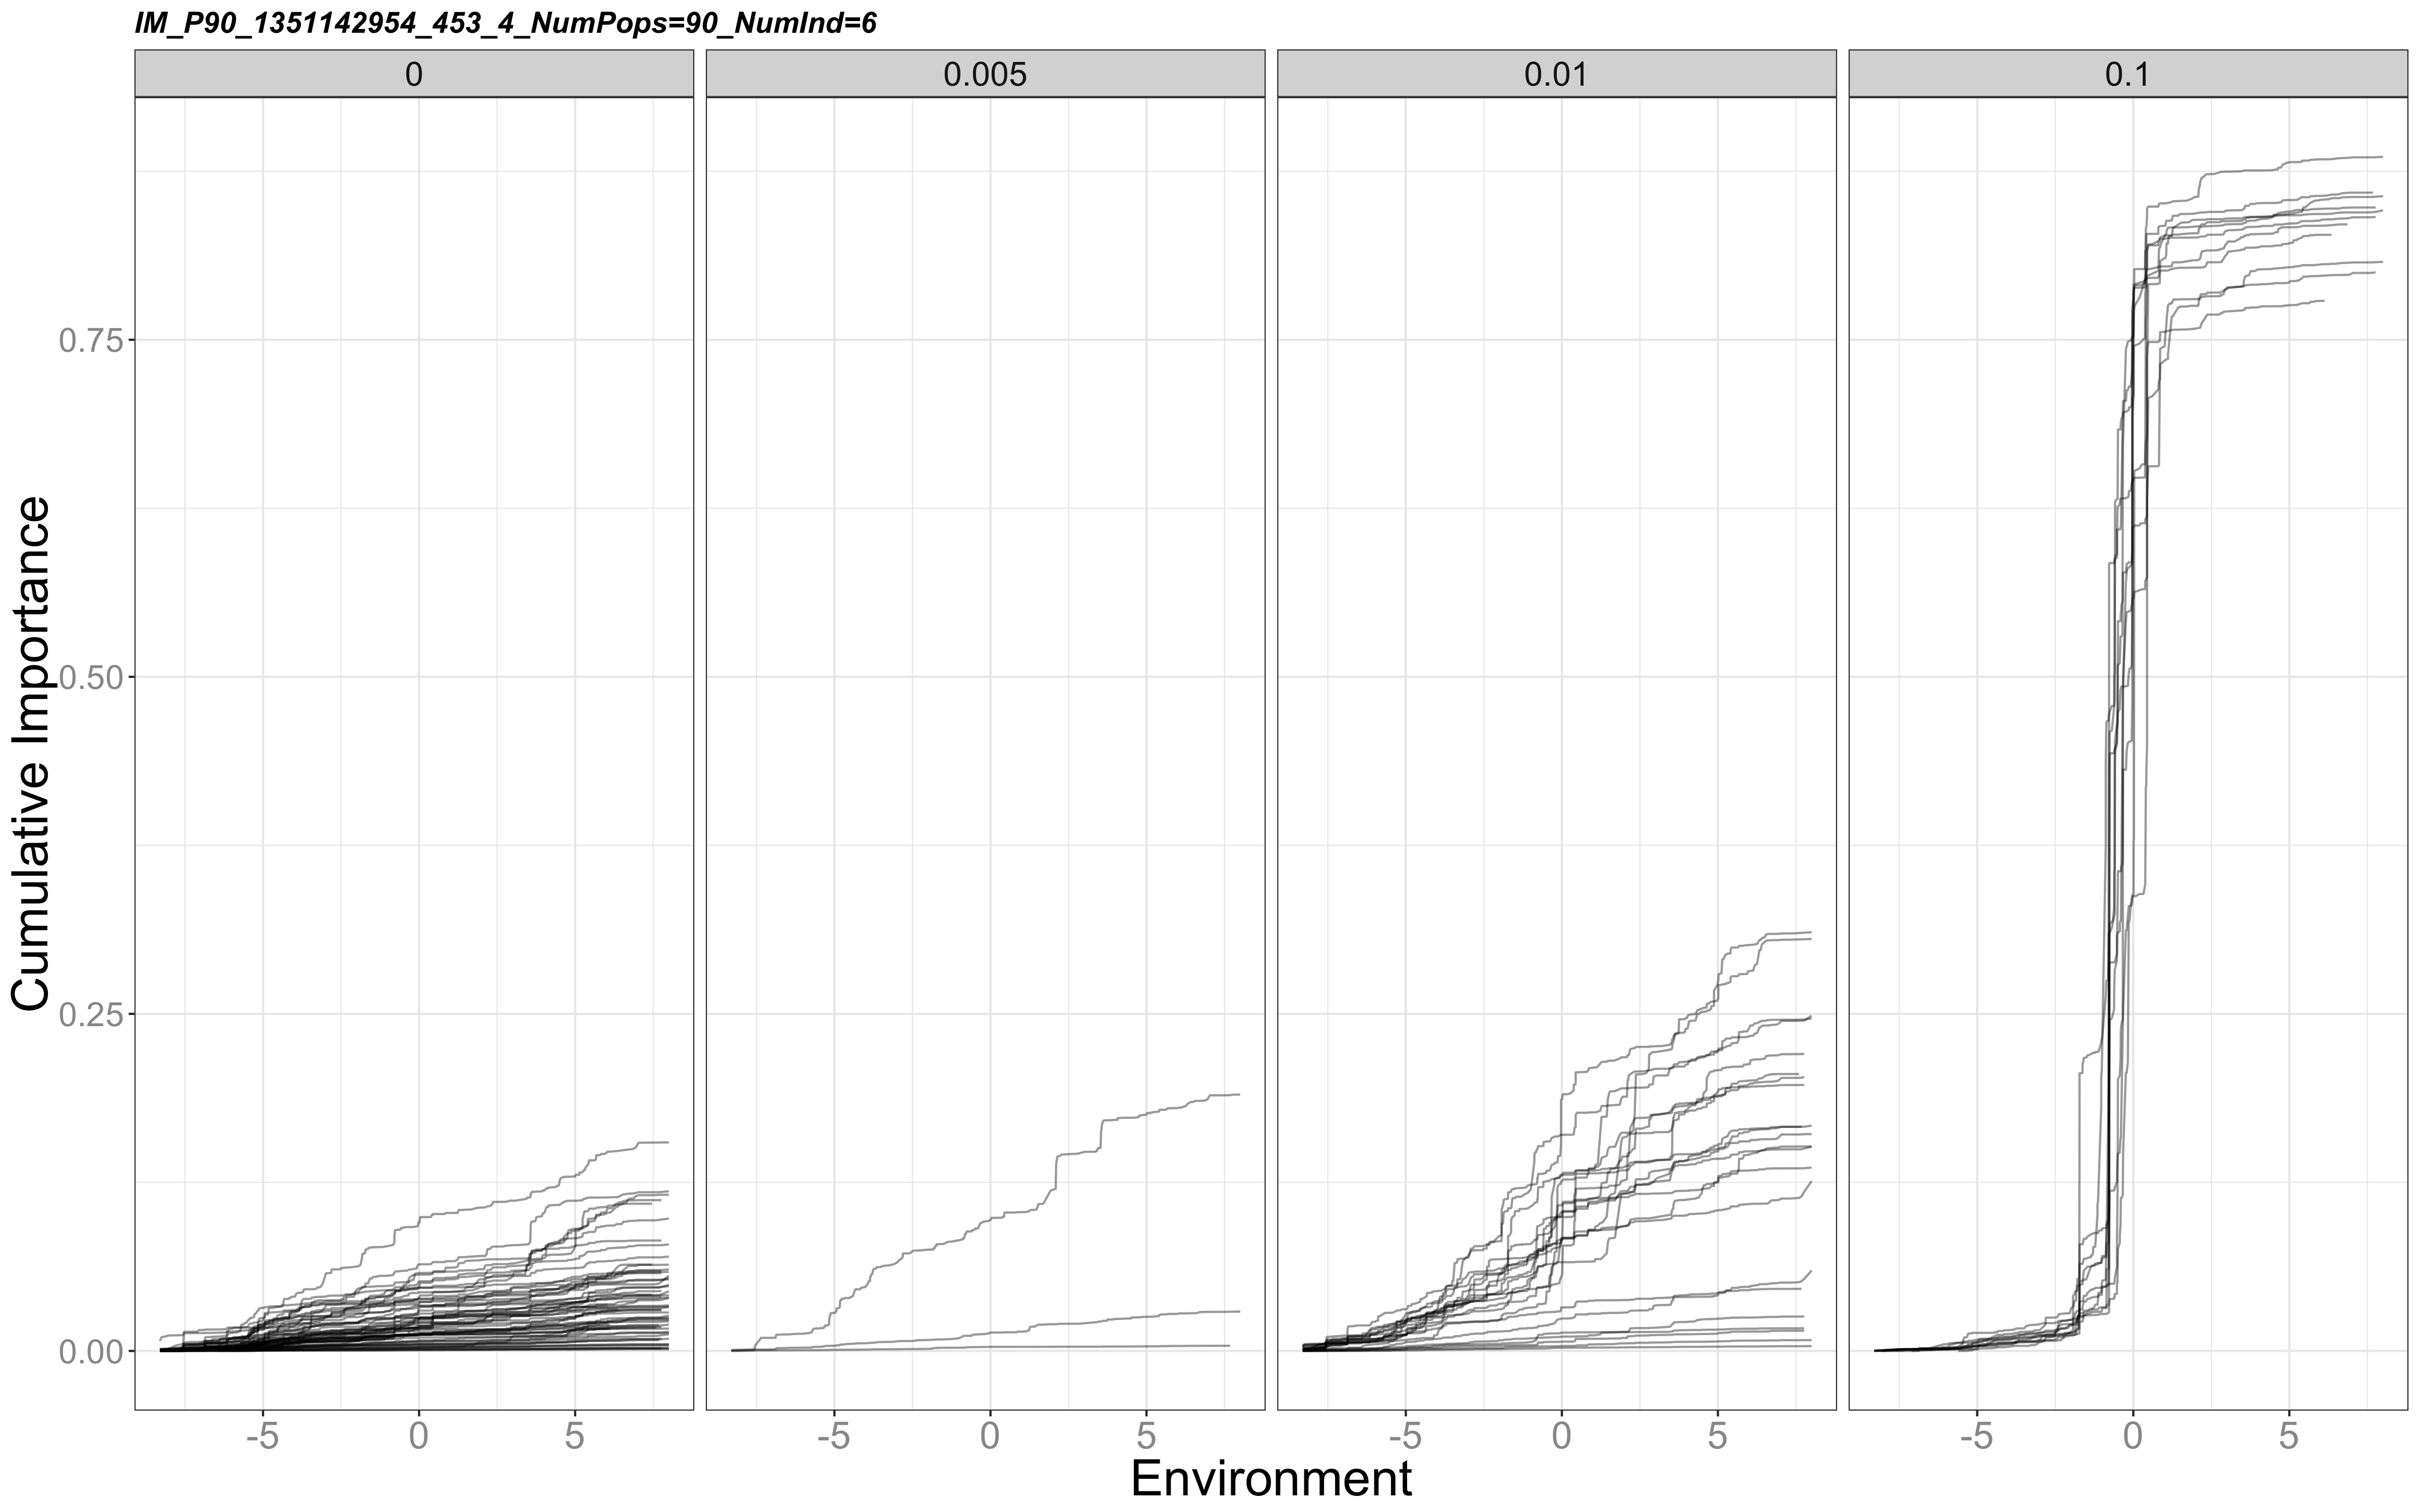 IM_P90_1351142954_453_4_NumPops=90_NumInd=6
0 0.005 0.01 0.1
Cumulative Importance
0.75
0.50
0.25
0.00
-5 0 5 -5 0 5 -5 0 5 -5 0 5
Environment